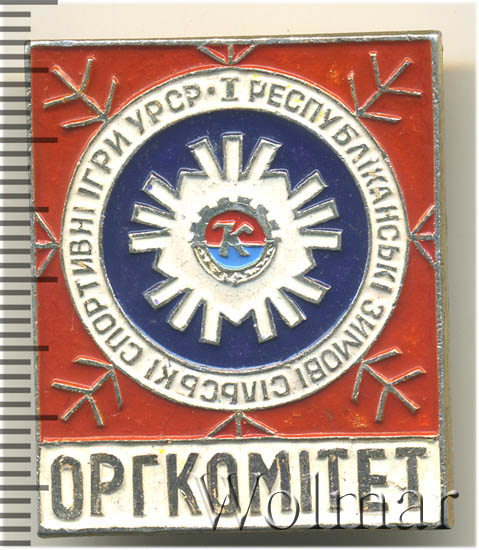 I РЕСПУБЛІКАНСЬКІ ЗИМОВІ СІЛЬСЬКІ СПОРТИВНІ ІГРИ УРСР •
К
ОРГКОМІТЕТ
Wolmar